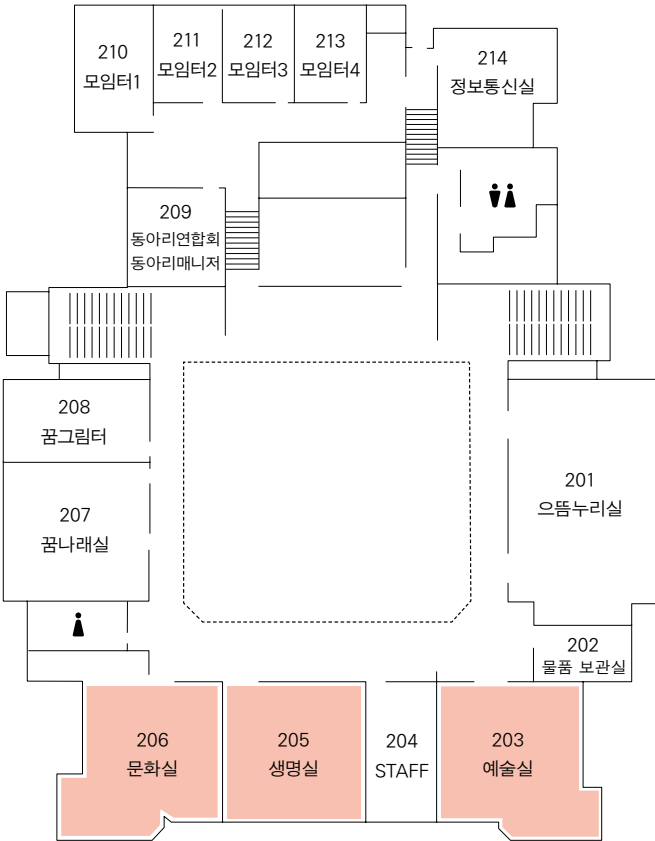 210
모임터1
211
모임터2
212
모임터3
213
모임터4
214
정보통신실
209
동아리연합회
동아리매니저
208
꿈그림터
207
꿈나래실
201
으뜸누리실
202
물품 보관실
206
문화실
205
생명실
204
STAFF
203
예술실